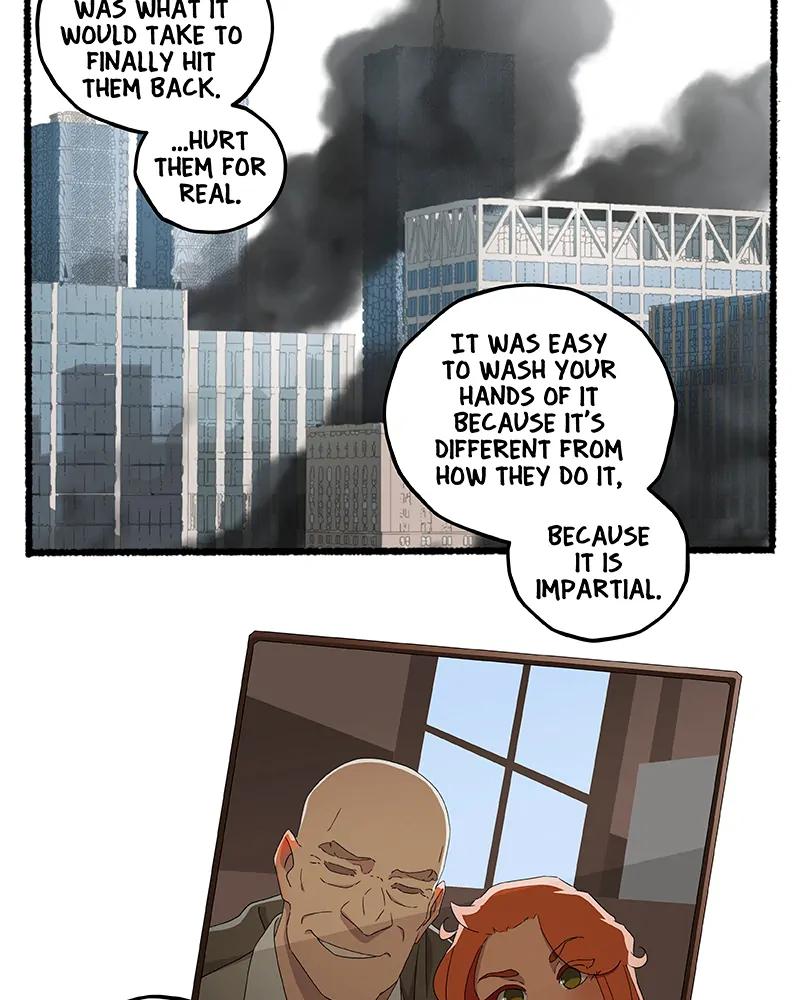 WAS WHAT IT
WOULD TAKE TO
FINALLY HIT
THEM BACK.
...HURT
THEM FOR
REAL.
IT WAS EASY
TO WASH YOUR
HANDS OF IT
BECAUSE IT'S
DIFFERENT FROM
HOW THEY DO IT,
BECAUSE
IT IS
IMPARTIAL.